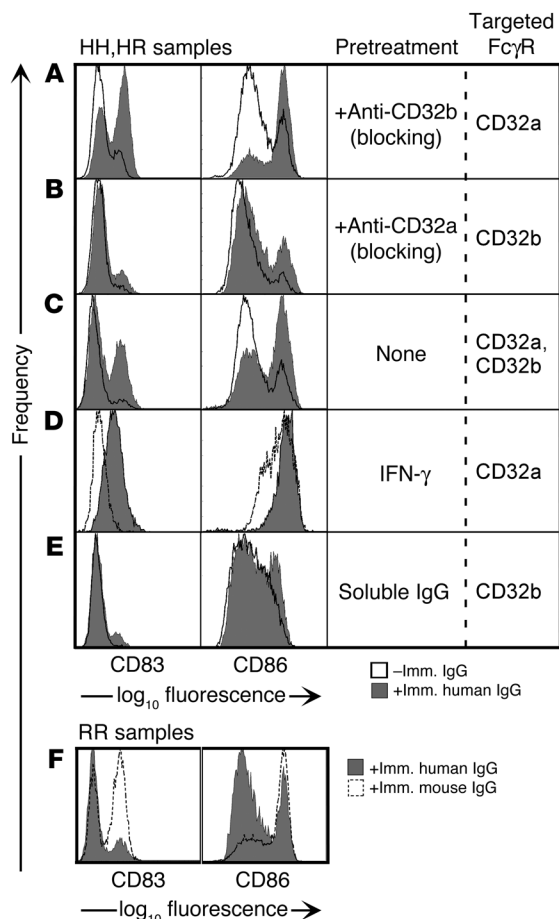 HH,HR samples Pretreatment Targeted FcγR
A +Anti-CD32b (blocking) CD32a
B +Anti-CD32a (blocking) CD32b
C None CD32a, CD32b
D IFN-γ CD32a
E Soluble IgG CD32b
Frequency
CD83 CD86
log10 fluorescence
–Imm. IgG
+Imm. human IgG
RR samples
F
+Imm. human IgG
+Imm. mouse IgG
CD83 CD86
log10 fluorescence